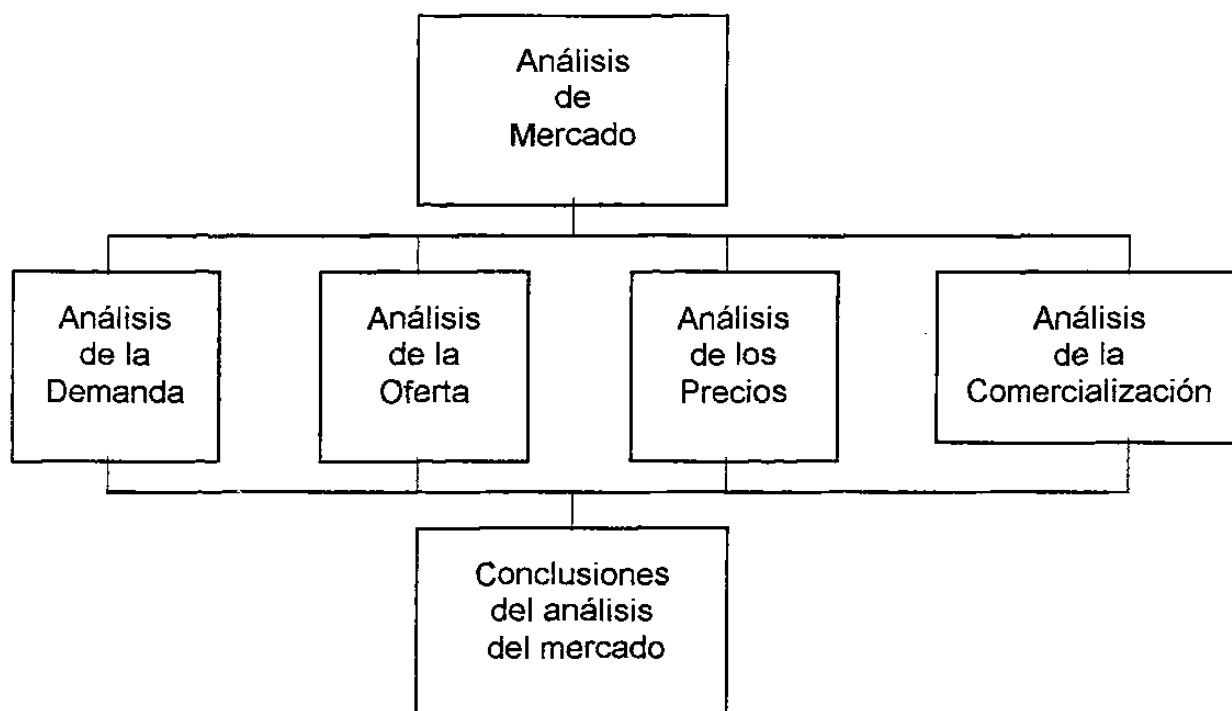 Análisis
de
Mercado
Análisis
de la
Demanda
Análisis
de la
Oferta
Análisis
de los
Precios
Análisis
de la
Comercialización
Conclusiones
del análisis
del mercado